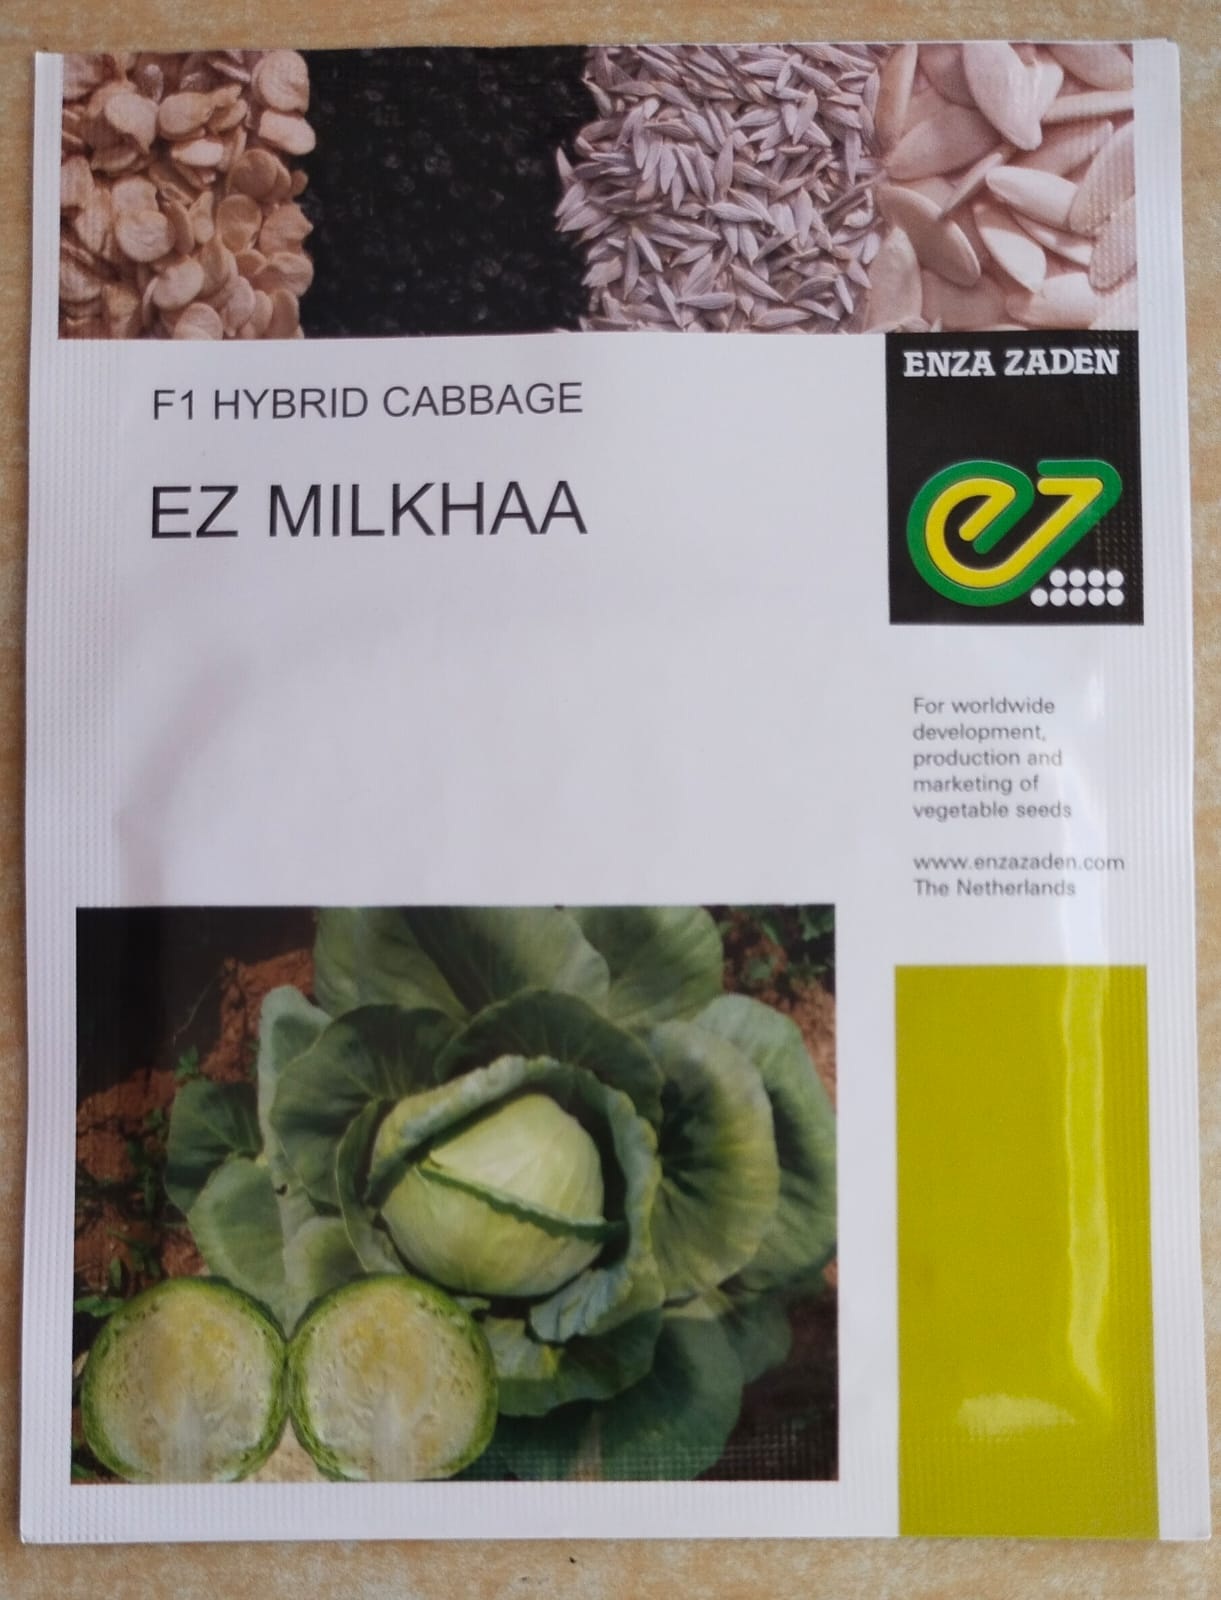 F1 HYBRID CABBAGE
EZ MILKHAA
ENZA ZADEN
ez
For worldwide
development,
production and
marketing of
vegetable seeds
www.enzazaden.com
The Netherlands